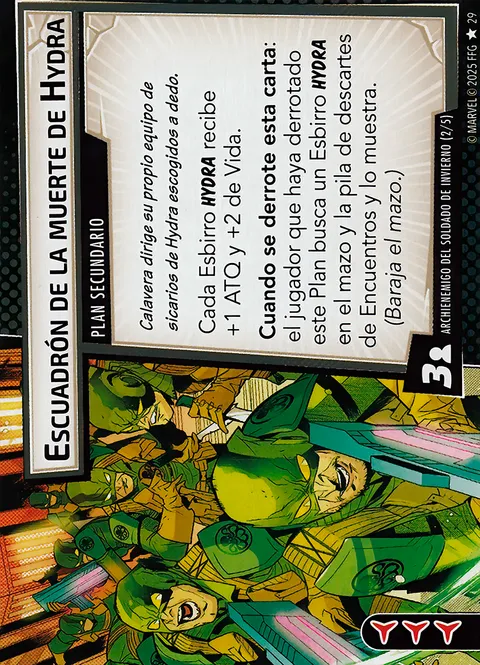 ESCUADRÓN DE LA MUERTE DE HYDRA
PLAN SECUNDARIO
Calavera dirige su propio equipo de
sicarios de Hydra escogidos a dedo.
Cada Esbirro HYDRA recibe
+1 ATQ y +2 de Vida.
Cuando se derrote esta carta:
el jugador que haya derrotado
este Plan busca un Esbirro HYDRA
en el mazo y la pila de descartes
de Encuentros y lo muestra.
(Baraja el mazo.)
3
ARCHIENEMIGO DEL SOLDADO DE INVIERNO (2/5)
© MARVEL © 2025 FFG ★ 29